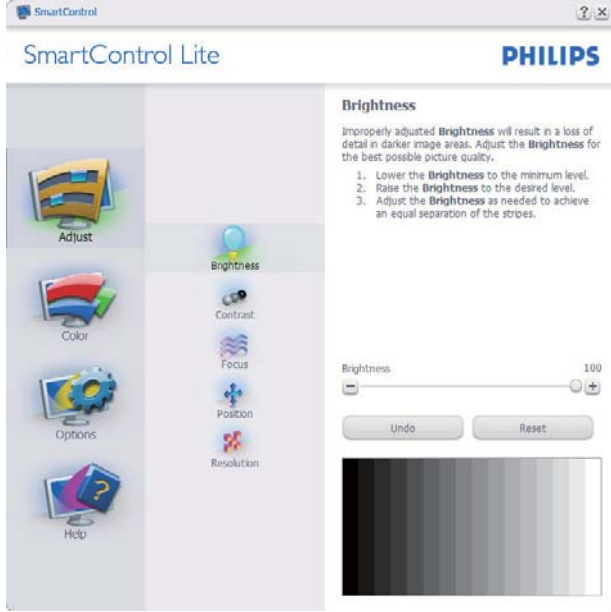 SmartControl
SmartControl Lite
PHILIPS
Adjust
Color
Options
Help
Brightness
Contrast
Focus
Position
Resolution
Brightness
Improperly adjusted Brightness will result in a loss of
detail in darker image areas. Adjust the Brightness for
the best possible picture quality.
1. Lower the Brightness to the minimum level.
2. Raise the Brightness to the desired level.
3. Adjust the Brightness as needed to achieve
an equal separation of the stripes.
Brightness 100
Undo Reset